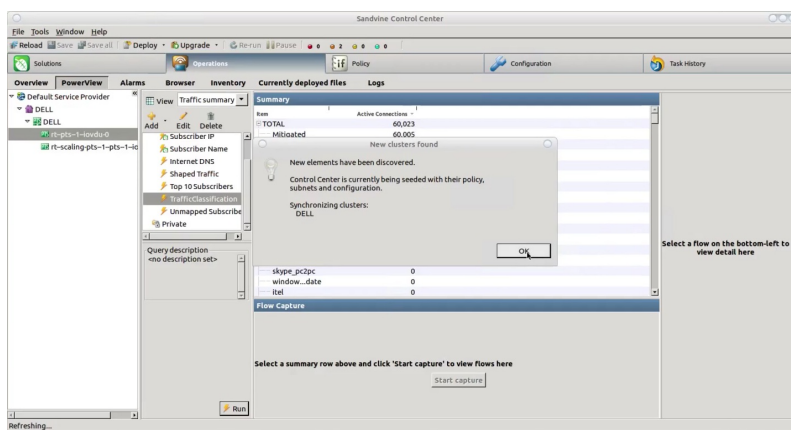 Sandvine Control Center
File Tools Window Help
Reload Save Save all Deploy Upgrade Re-run Pause 0 2 0 0
Solutions Operations Policy Configuration Task History
Overview PowerView Alarms Browser Inventory Currently deployed files Logs
Default Service Provider
DELL
DELL
rt-pts-1-iovdu-0
rt-scaling-pts-1-pts-1-io
View Traffic summary
Add Edit Delete
Subscriber IP
Subscriber Name
Internet DNS
Shaped Traffic
Top 10 Subscribers
TrafficClassification
Unmapped Subscribe
Private
Query description
<no description set>
Run
Summary
Item Active Connections
TOTAL 60,023
Mitigated 60,005
New clusters found
New elements have been discovered.
Control Center is currently being seeded with their policy,
subnets and configuration.
Synchronizing clusters:
DELL
OK
skype_pc2pc 0
window...date 0
itel 0
Flow Capture
Select a summary row above and click 'Start capture' to view flows here
Start capture
Select a flow on the bottom-left to
view detail here
Refreshing...